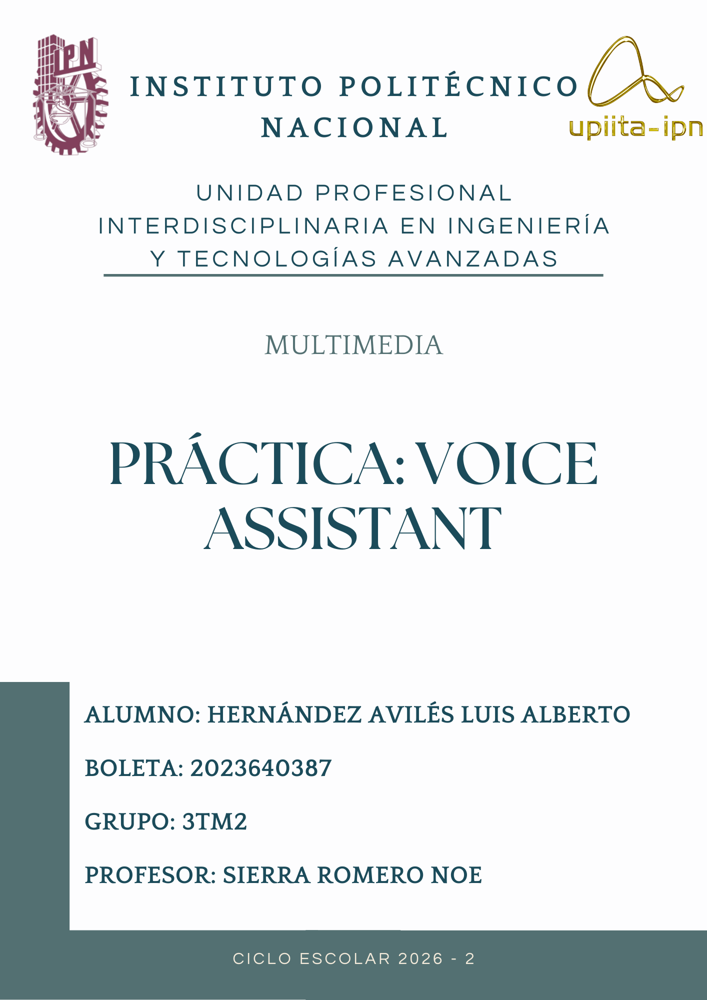 IPN
INSTITUTO POLITÉCNICO
NACIONAL
upiita-ipn
UNIDAD PROFESIONAL
INTERDISCIPLINARIA EN INGENIERÍA
Y TECNOLOGÍAS AVANZADAS
MULTIMEDIA
PRÁCTICA: VOICE
ASSISTANT
ALUMNO: HERNÁNDEZ AVILÉS LUIS ALBERTO
BOLETA: 2023640387
GRUPO: 3TM2
PROFESOR: SIERRA ROMERO NOE
CICLO ESCOLAR 2026 - 2